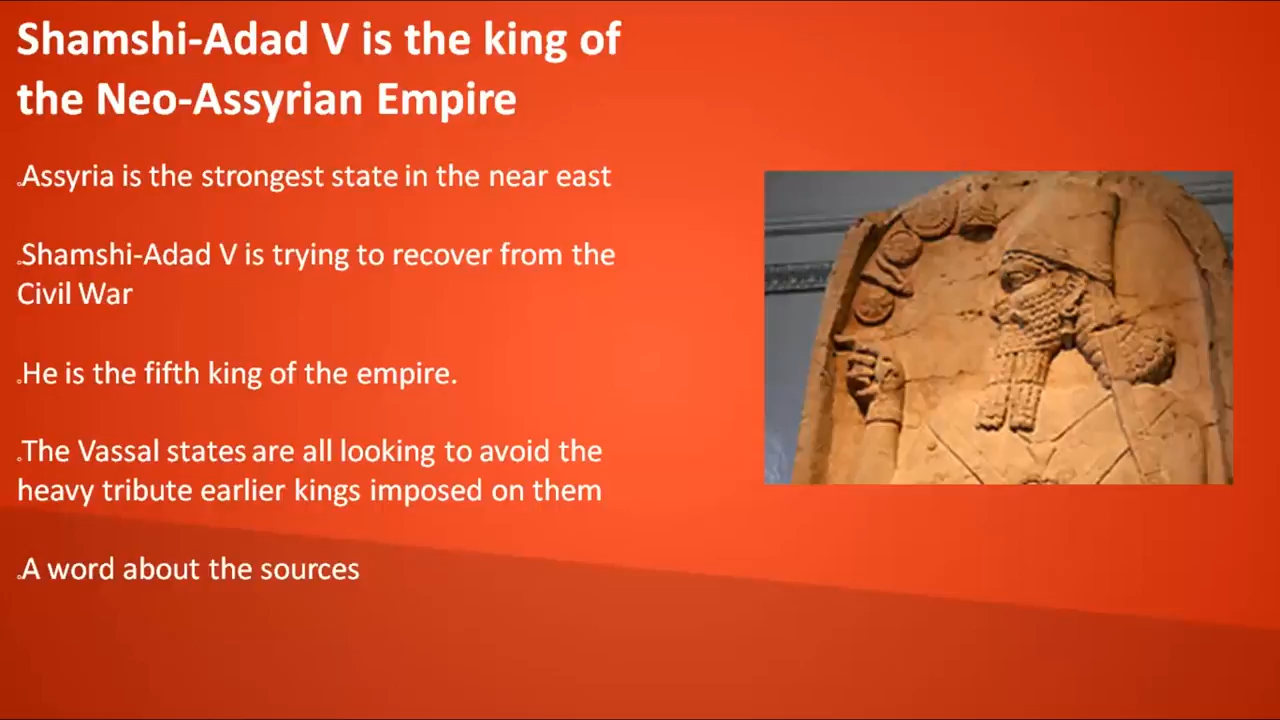 Shamshi-Adad V is the king of
the Neo-Assyrian Empire
Assyria is the strongest state in the near east
Shamshi-Adad V is trying to recover from the
Civil War
He is the fifth king of the empire.
The Vassal states are all looking to avoid the
heavy tribute earlier kings imposed on them
A word about the sources